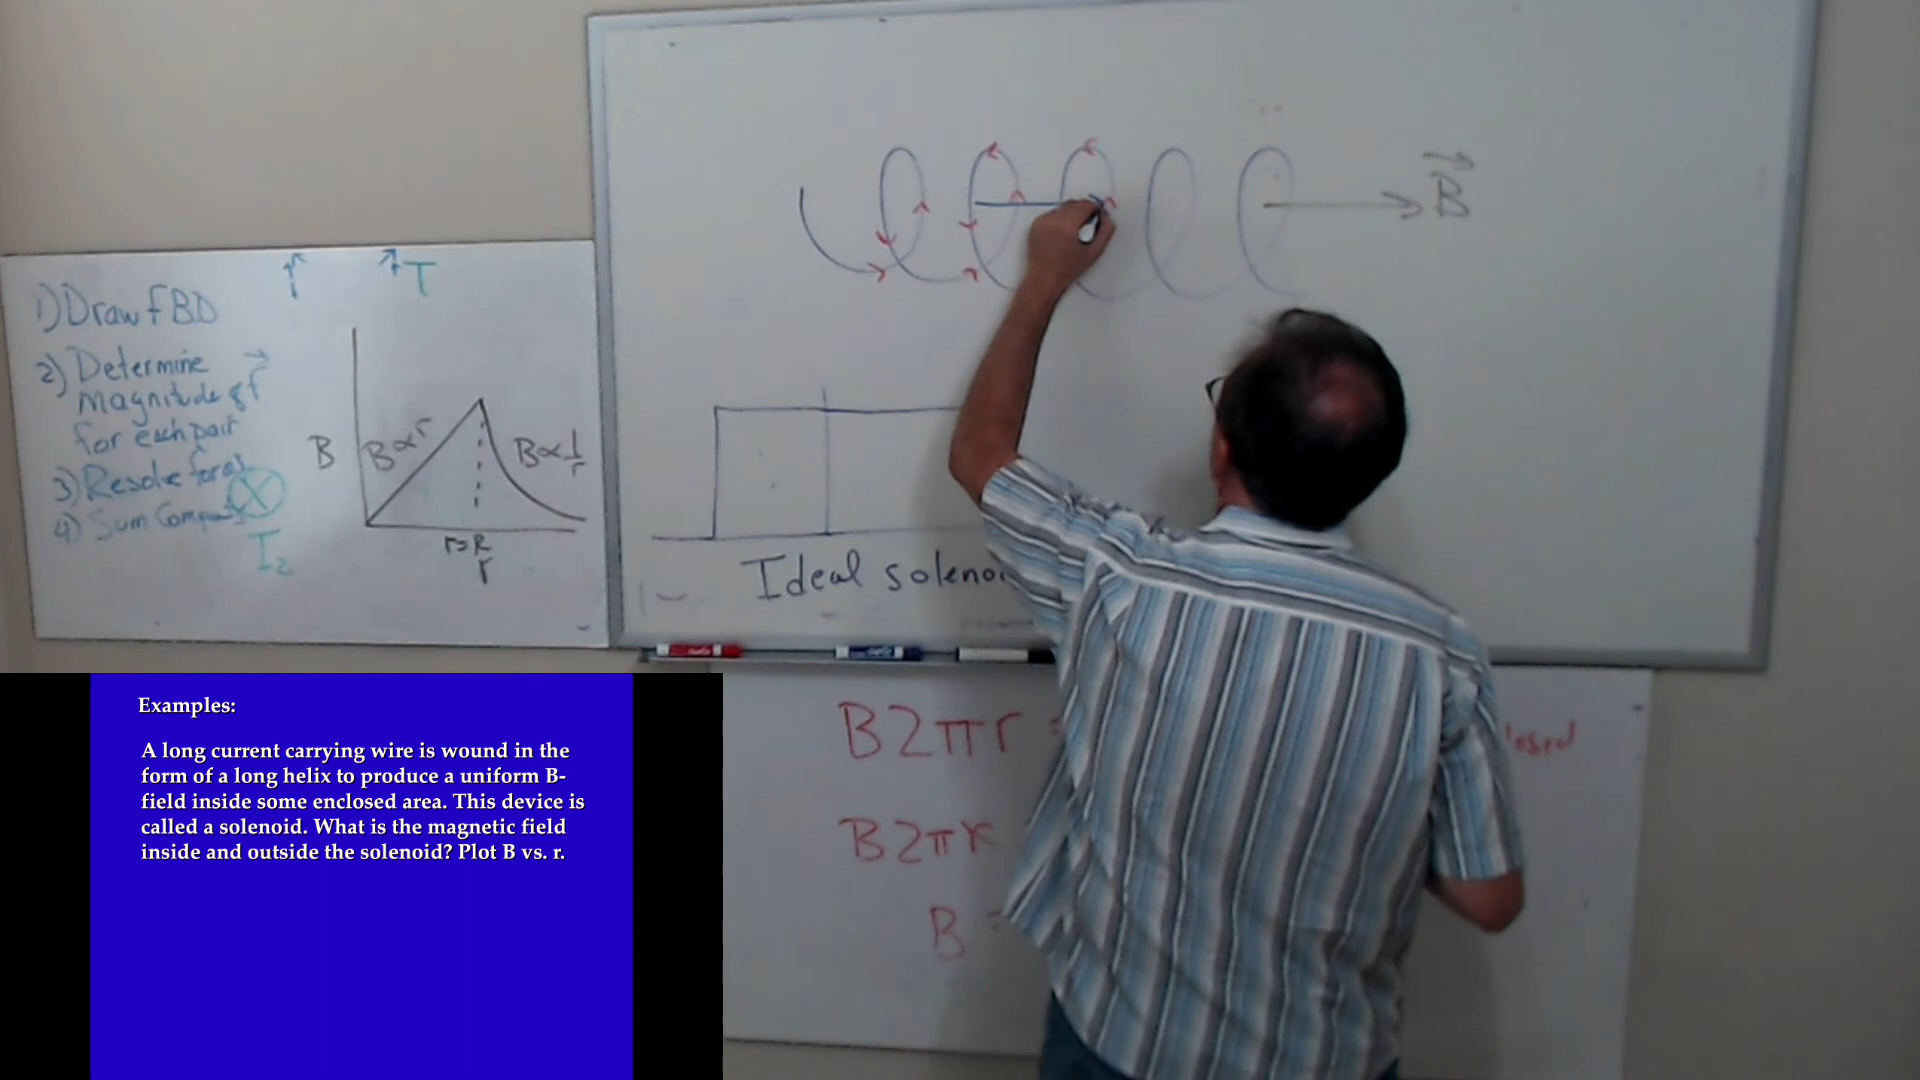 B
1) Draw FBD
2) Determine
magnitude of F
for each pair
3) Resolve forces
4) Sum
T
I2
B
B∝r
B∝1/r
r=R
r
Ideal
B2πr =
B2πr
B =
Examples:
A long current carrying wire is wound in the
form of a long helix to produce a uniform B-
field inside some enclosed area. This device is
called a solenoid. What is the magnetic field
inside and outside the solenoid? Plot B vs. r.